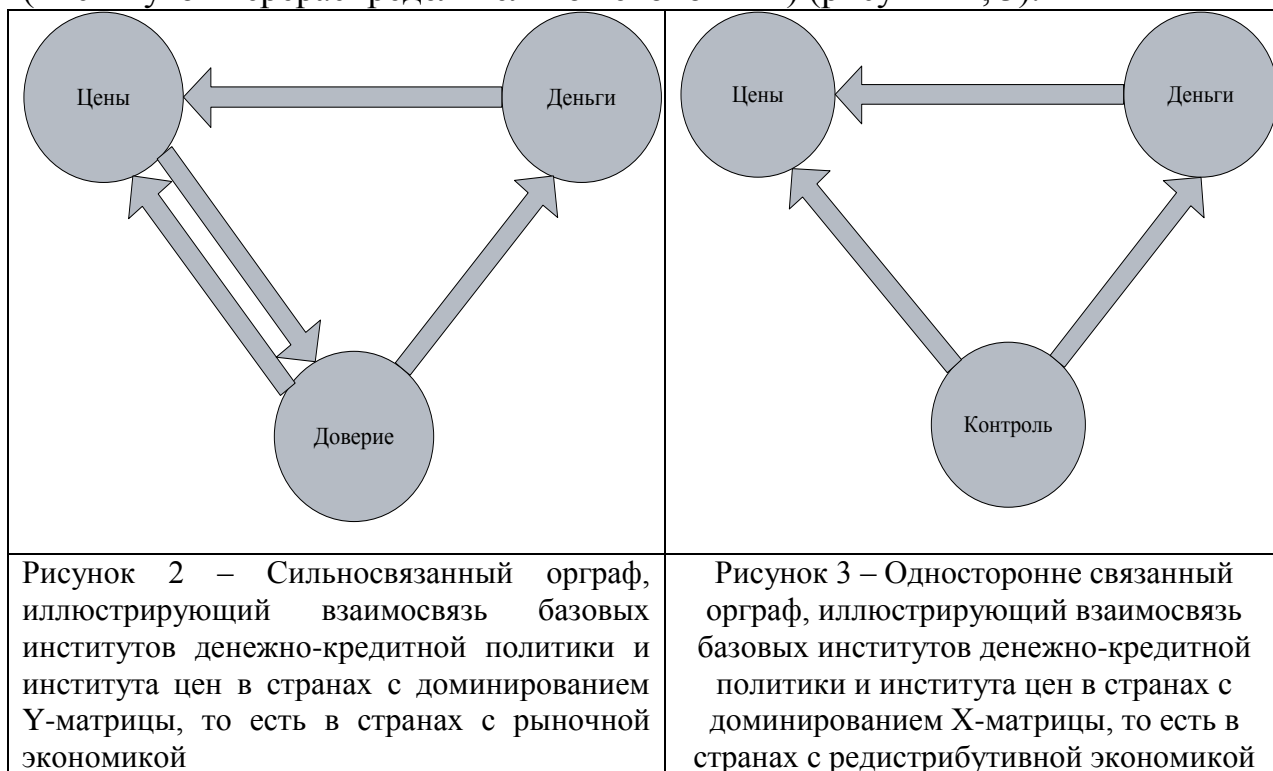 Цены
Деньги
Доверие
Цены
Деньги
Контроль
Рисунок 2 – Сильносвязанный орграф,
иллюстрирующий взаимосвязь базовых
институтов денежно-кредитной политики и
института цен в странах с доминированием
Y-матрицы, то есть в странах с рыночной
экономикой
Рисунок 3 – Односторонне связанный
орграф, иллюстрирующий взаимосвязь
базовых институтов денежно-кредитной
политики и института цен в странах с
доминированием X-матрицы, то есть в
странах с редистрибутивной экономикой